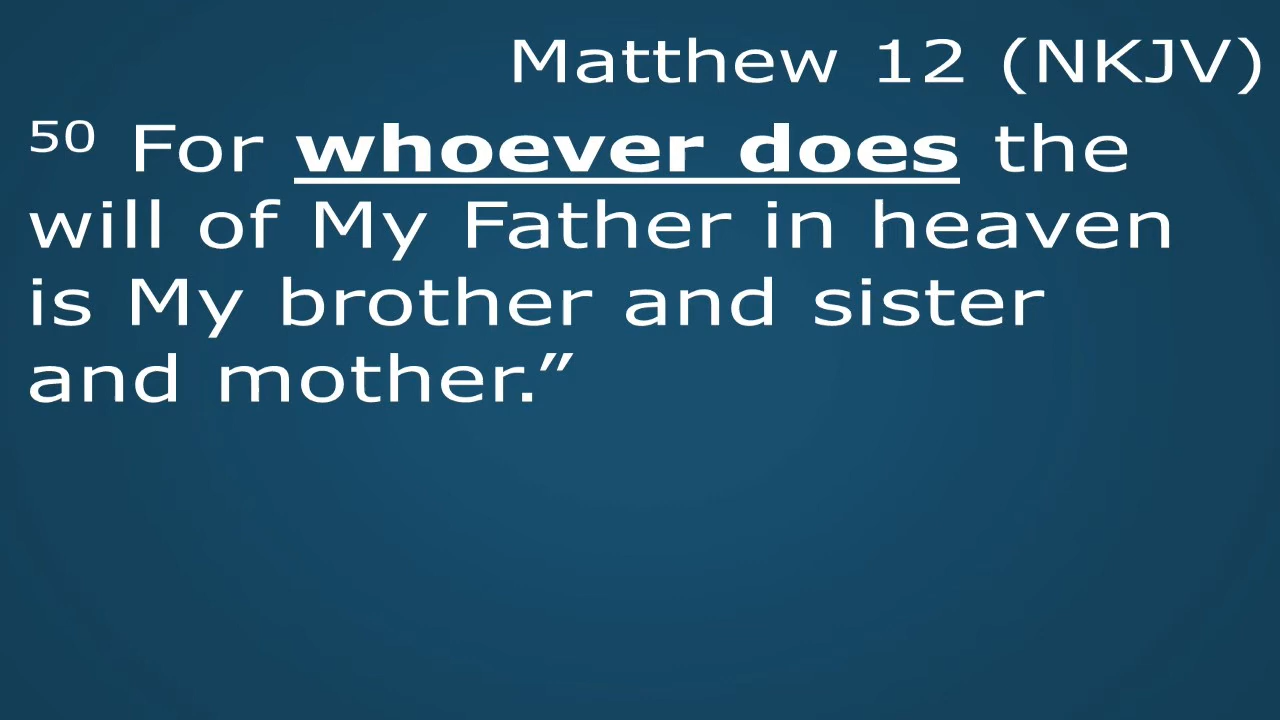 Matthew 12 (NKJV)
50 For whoever does the
will of My Father in heaven
is My brother and sister
and mother.”